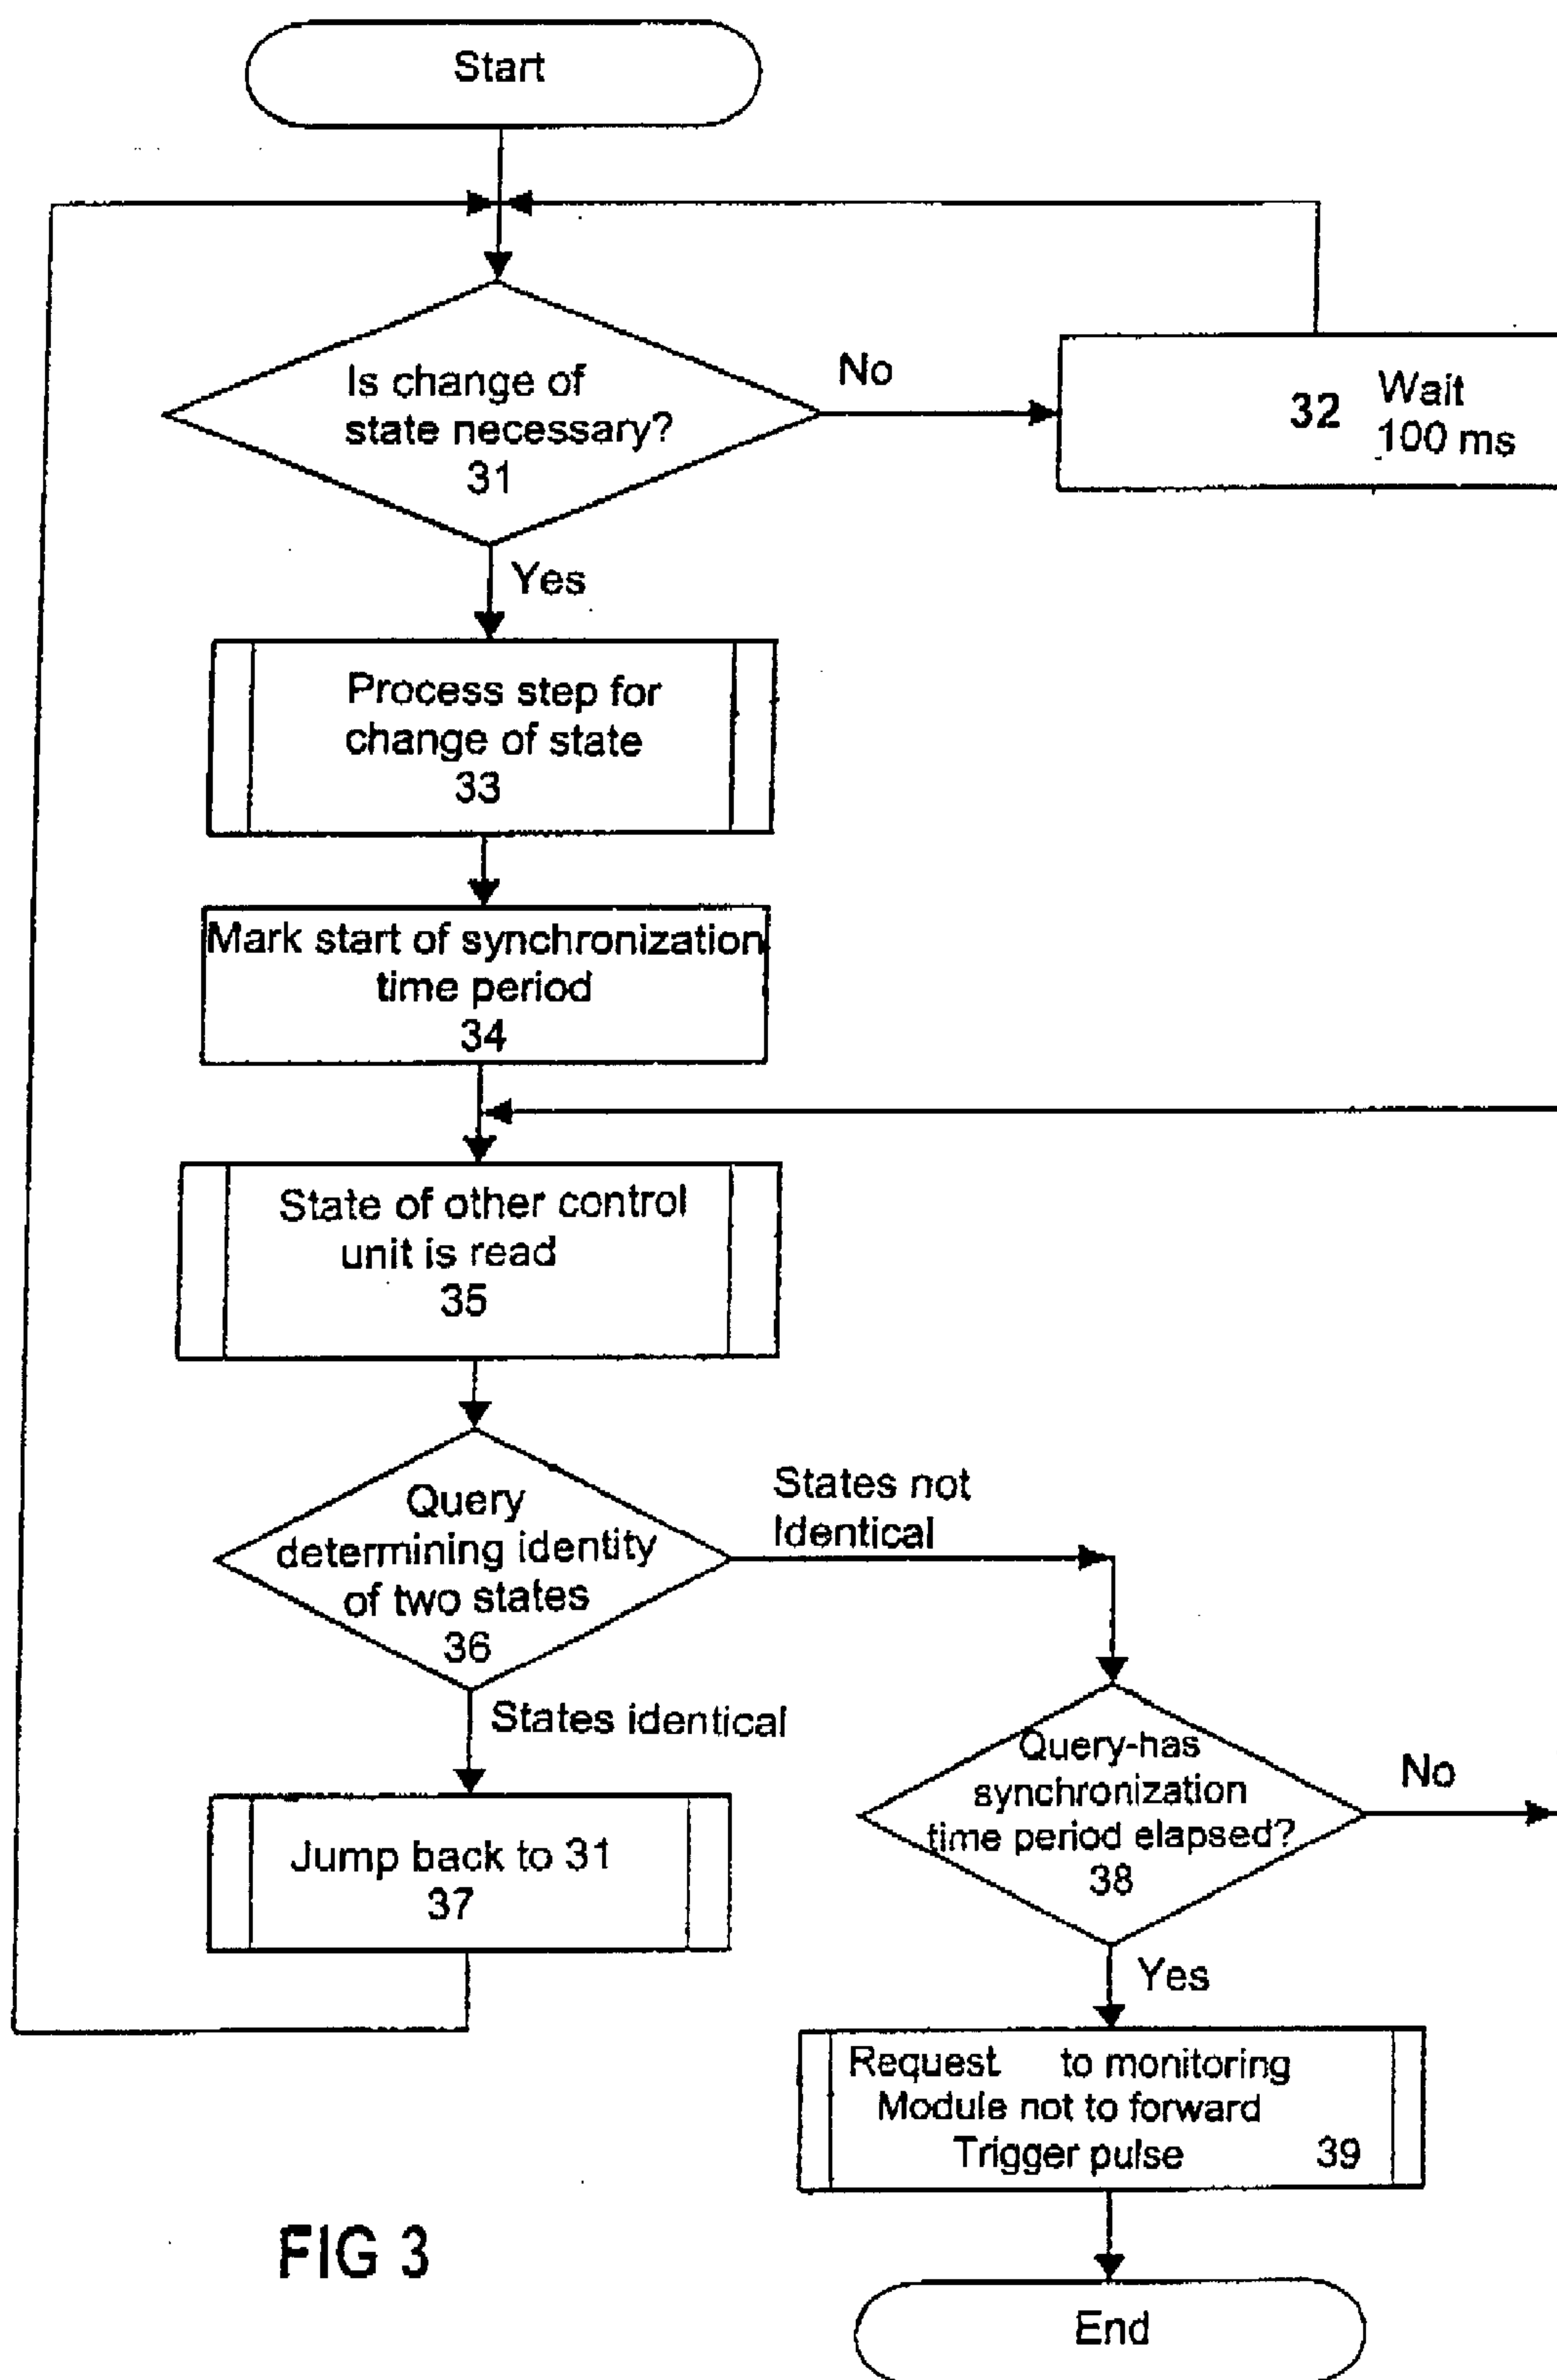 Start
Is change of
state necessary?
31
No
32
Wait
100 ms
Yes
Process step for
change of state
33
Mark start of synchronization
time period
34
State of other control
unit is read
35
Query
determining identity
of two states
36
States not
Identical
States identical
Jump back to 31
37
Query-has
synchronization
time period elapsed?
38
No
Yes
Request to monitoring
Module not to forward
Trigger pulse 39
End
FIG 3